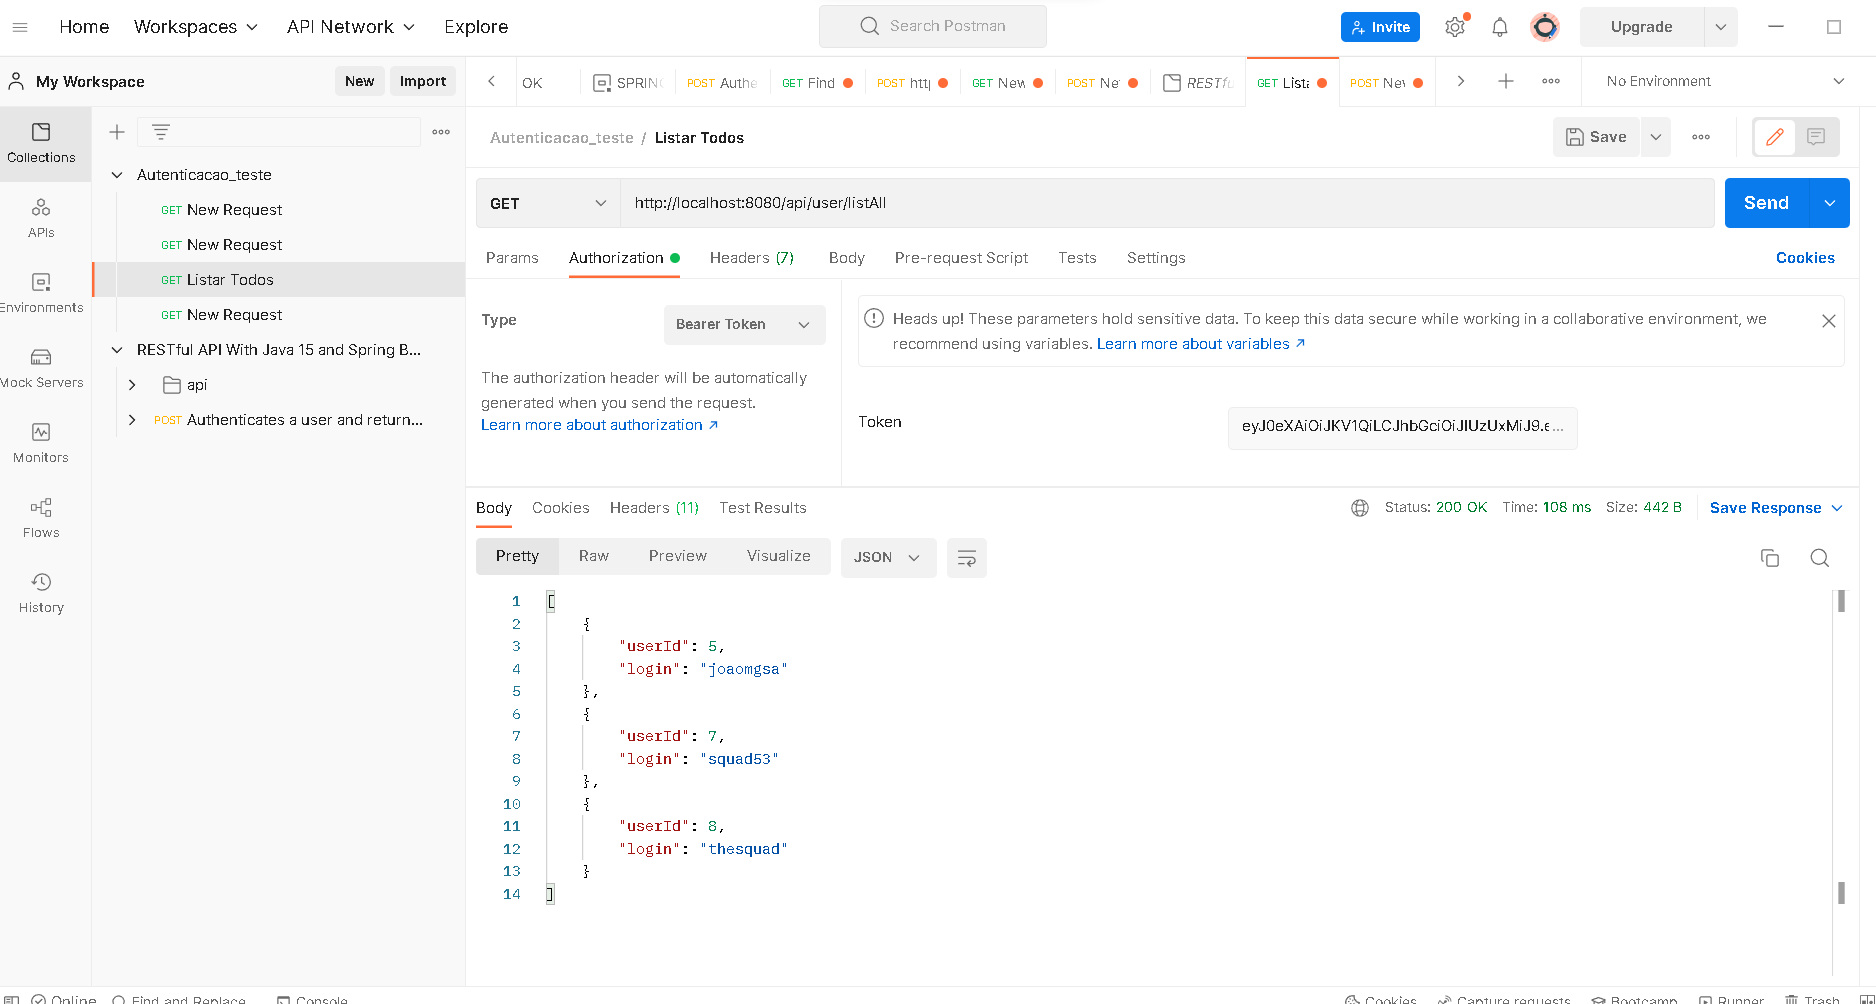 Home Workspaces API Network Explore Search Postman Invite Upgrade
My Workspace New Import OK SPRIN POST Authe GET Find POST htt GET New POST Ne GET Lista POST Nev No Environment
Collections
APIs
Environments
Mock Servers
Monitors
Flows
History
Autenticacao_teste
GET New Request
GET New Request
GET Listar Todos
GET New Request
RESTful API With Java 15 and Spring B...
api
POST Authenticates a user and return...
Autenticacao_teste / Listar Todos Save
GET http://localhost:8080/api/user/listAll Send
Params Authorization Headers (7) Body Pre-request Script Tests Settings Cookies
Type Bearer Token
The authorization header will be automatically
generated when you send the request.
Learn more about authorization ↗
Heads up! These parameters hold sensitive data. To keep this data secure while working in a collaborative environment, we
recommend using variables. Learn more about variables ↗
Token
Body Cookies Headers (11) Test Results Status: 200 OK Time: 108 ms Size: 442 B Save Response
Pretty Raw Preview Visualize JSON
1 [
2 {
3 "userId": 5,
4 "login": "joaomgsa"
5 },
6 {
7 "userId": 7,
8 "login": "squad53"
9 },
10 {
11 "userId": 8,
12 "login": "thesquad"
13 }
14 ]
Online Find and Replace Console Cookies Capture requests Bootcamp Runner Trash